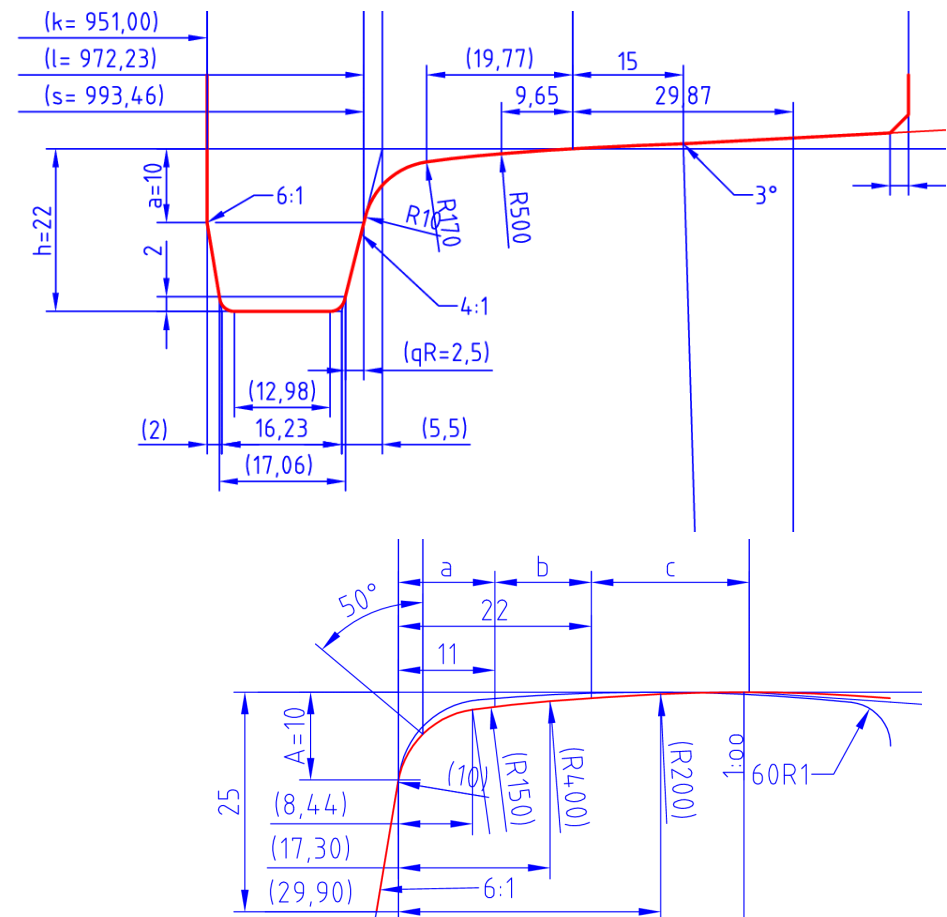 (k= 951,00)
(l= 972,23)
(s= 993,46)
(19,77)
15
9,65
29,87
a=10
6:1
3°
h=22
2
R10
R170
R500
4:1
(qR=2,5)
(12,98)
(2)
16,23
(5,5)
(17,06)
a
b
c
50°
22
11
A=10
25
(10)
(R150)
(R400)
(R200)
1:∞
60R1
(8,44)
(17,30)
(29,90)
6:1